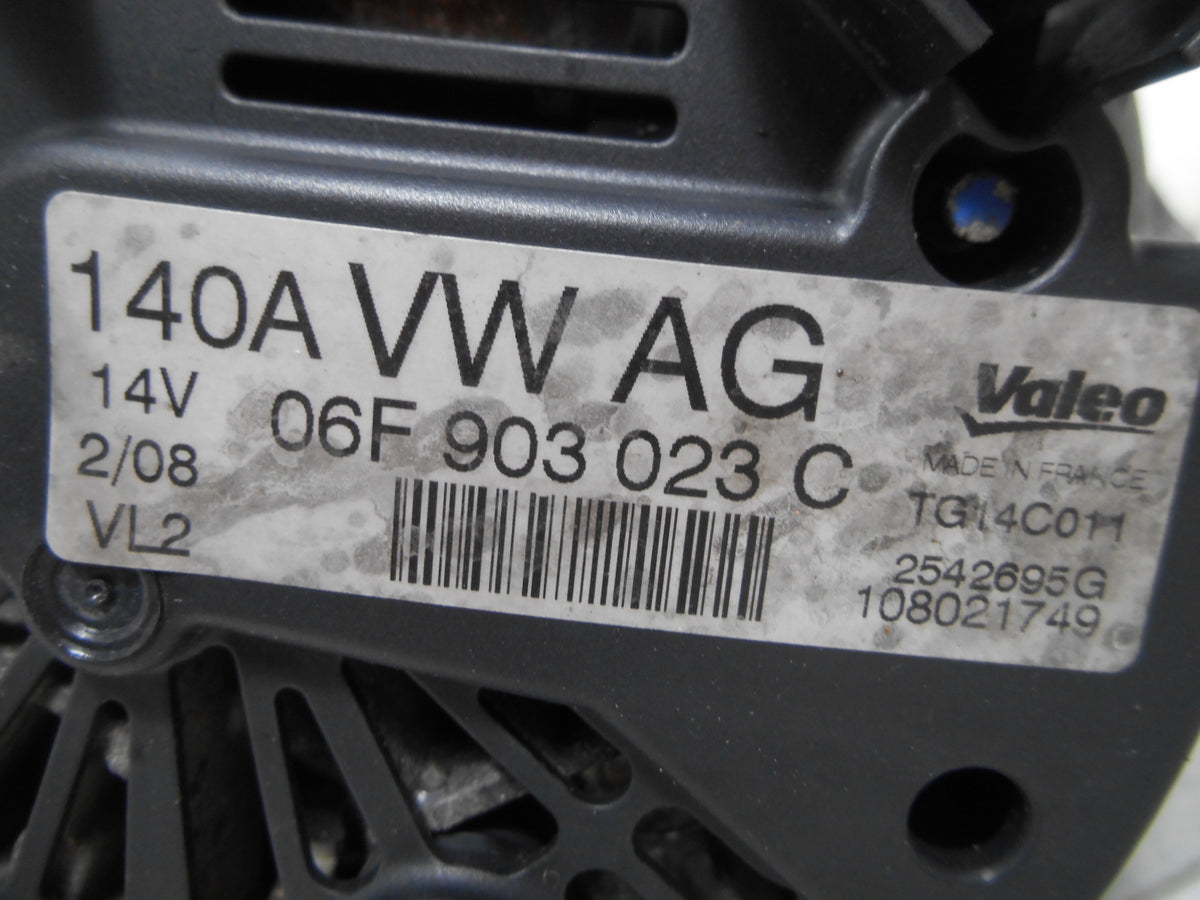 140A VW AG
14V 06F 903 023 C
2/08
VL2
Valeo
MADE IN FRANCE
TG14C011
2542695G
108021749